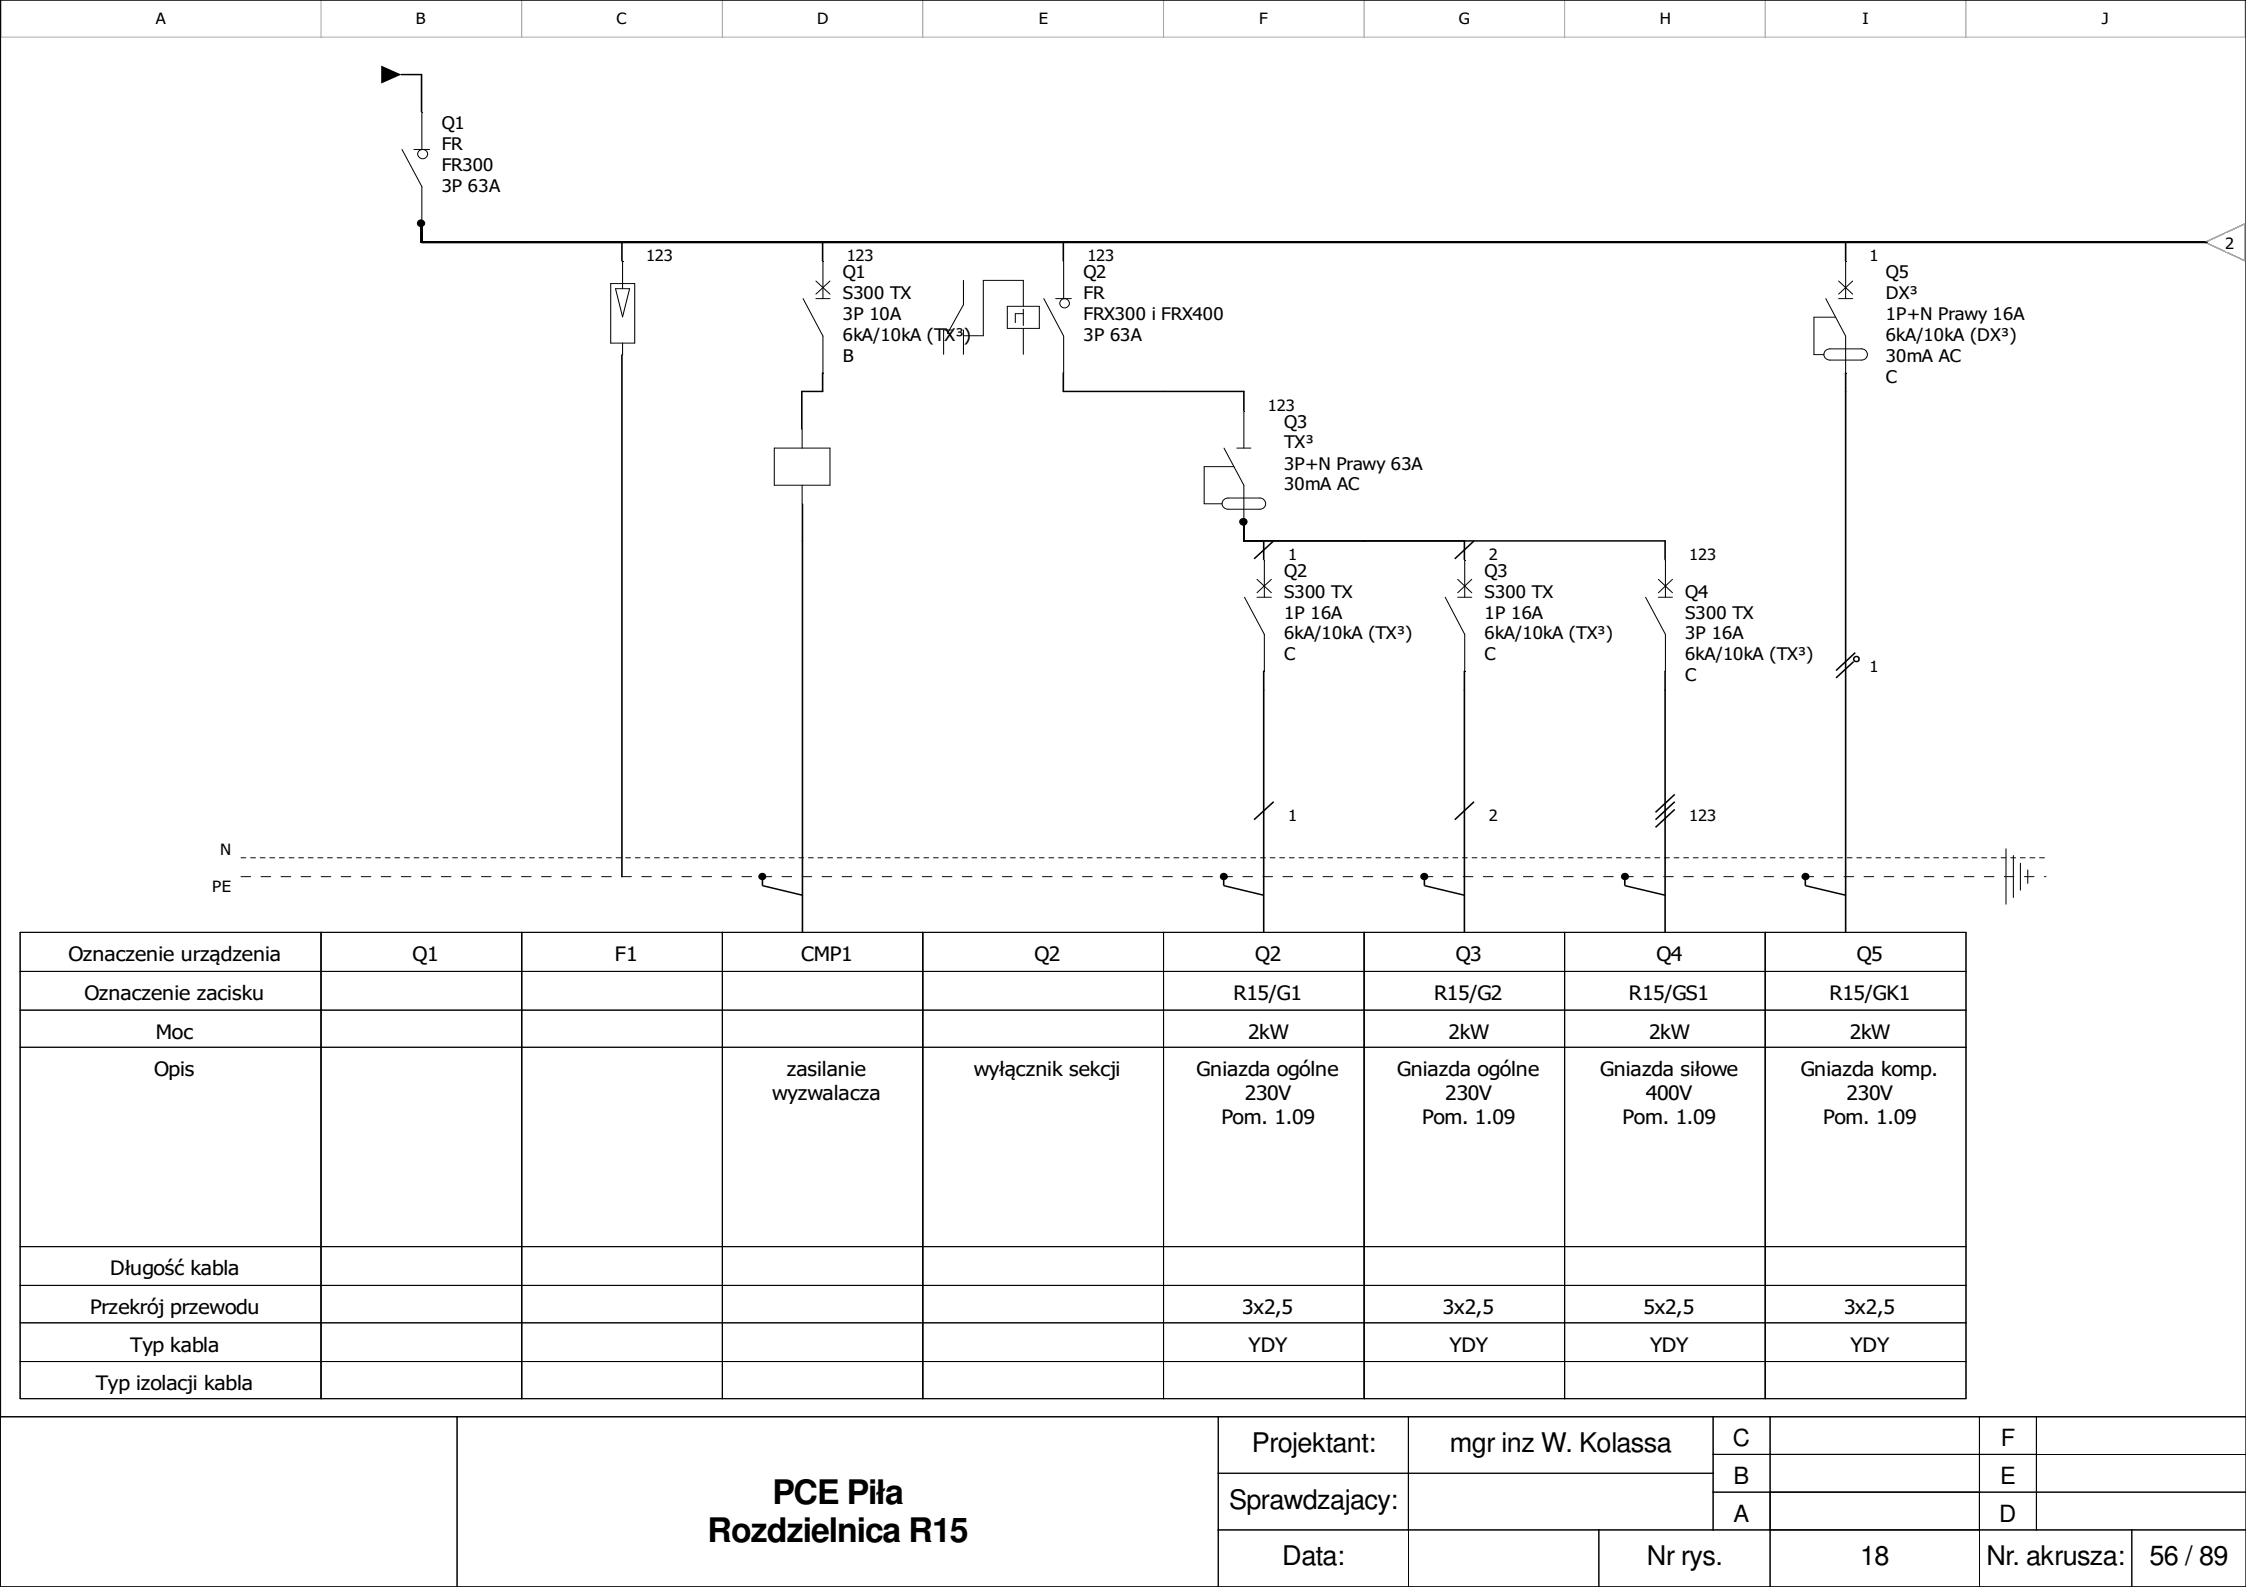 A B C D E F G H I J
Q1
FR
FR300
3P 63A
2
123
123
Q1
S300 TX
3P 10A
6kA/10kA (TX³)
B
123
Q2
FR
FRX300 i FRX400
3P 63A
1
Q5
DX³
1P+N Prawy 16A
6kA/10kA (DX³)
30mA AC
C
123
Q3
TX³
3P+N Prawy 63A
30mA AC
1
Q2
S300 TX
1P 16A
6kA/10kA (TX³)
C
2
Q3
S300 TX
1P 16A
6kA/10kA (TX³)
C
123
Q4
S300 TX
3P 16A
6kA/10kA (TX³)
C
1
1
2
123
N
PE
Oznaczenie urządzenia Q1 F1 CMP1 Q2 Q2 Q3 Q4 Q5
Oznaczenie zacisku R15/G1 R15/G2 R15/GS1 R15/GK1
Moc 2kW 2kW 2kW 2kW
Opis zasilanie wyłącznik sekcji Gniazda ogólne Gniazda ogólne Gniazda siłowe Gniazda komp.
wyzwalacza 230V 230V 400V 230V
Pom. 1.09 Pom. 1.09 Pom. 1.09 Pom. 1.09
Długość kabla
Przekrój przewodu 3x2,5 3x2,5 5x2,5 3x2,5
Typ kabla YDY YDY YDY YDY
Typ izolacji kabla
PCE Piła
Rozdzielnica R15
Projektant: mgr inz W. Kolassa C F
B E
Sprawdzajacy:
A D
Data: Nr rys. 18 Nr. akrusza: 56 / 89